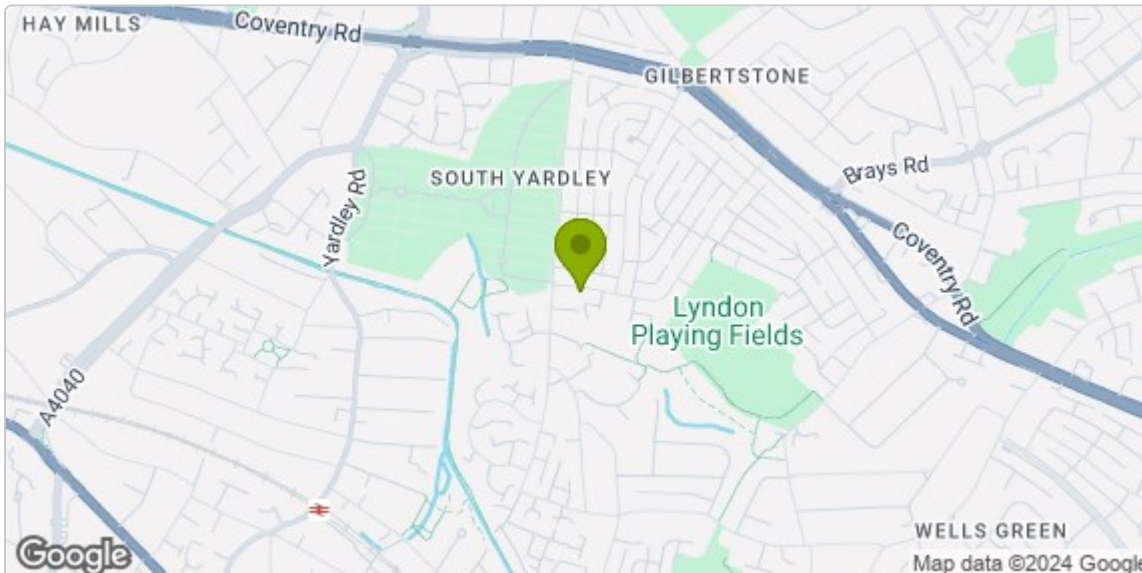 HAY MILLS
Coventry Rd
GILBERTSTONE
SOUTH YARDLEY
Brays Rd
Yardley Rd
Coventry Rd
Lyndon
Playing Fields
A4040
WELLS GREEN
Google
Map data ©2024 Google